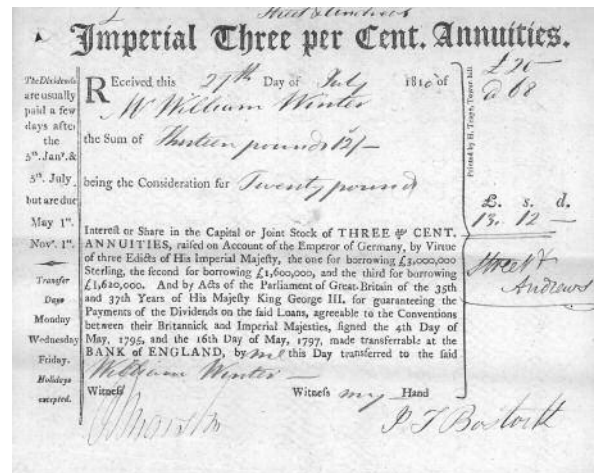 Imperial Three per Cent. Annuities.
The Dividends
are usually
paid a few
days after
the
5th. Jany. &
5th. July,
but are due
May 1st.
Novr. 1st.
Transfer
Days
Monday
Wednesday
Friday.
Holidays
excepted.
REceived this 27th Day of July 1810 of
Mr William Winter
the Sum of Thirteen pounds 12/-
being the Consideration for Twenty pounds
Interest or Share in the Capital or Joint Stock of THREE ⅌ CENT.
ANNUITIES, raised on Account of the Emperor of Germany, by Virtue
of three Edicts of His Imperial Majesty, the one for borrowing £3,000,000
Sterling, the second for borrowing £1,600,000, and the third for borrowing
£1,620,000. And by Acts of the Parliament of Great-Britain of the 35th
and 37th Years of His Majesty King George III. for guaranteeing the
Payments of the Dividends on the said Loans, agreeable to the Conventions
between their Britannick and Imperial Majesties, signed the 4th Day of
May, 1795, and the 16th Day of May, 1797, made transferrable at the
BANK of ENGLAND, by me this Day transferred to the said
William Winter
Witness Witness my Hand
Printed by H. Teape, Tower-hill
£20
@ 68
£. s. d.
13. 12 —
Street &
Andrews